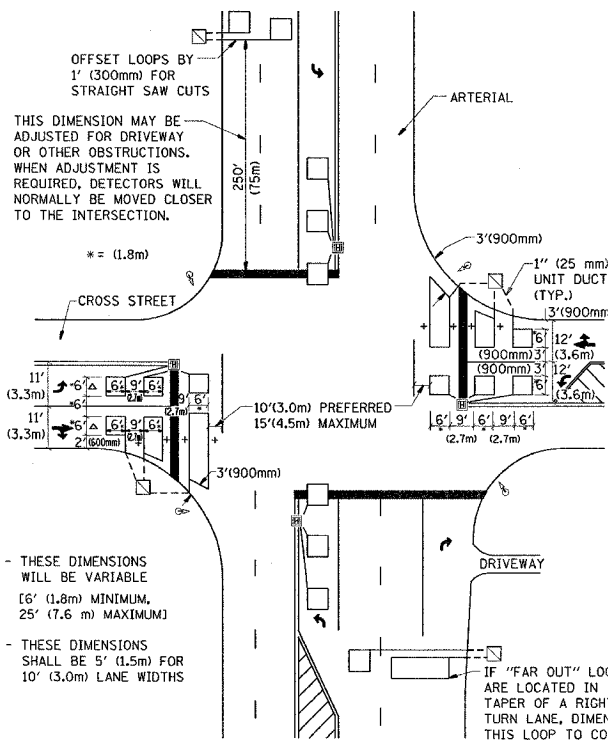 OFFSET LOOPS BY
1' (300mm) FOR
STRAIGHT SAW CUTS
ARTERIAL
THIS DIMENSION MAY BE
ADJUSTED FOR DRIVEWAY
OR OTHER OBSTRUCTIONS.
WHEN ADJUSTMENT IS
REQUIRED, DETECTORS WILL
NORMALLY BE MOVED CLOSER
TO THE INTERSECTION.
250'
(75m)
* = (1.8m)
3'(900mm)
1" (25 mm)
UNIT DUCT
(TYP.)
CROSS STREET
3'(900mm
*6' 12'
(3.6m)
(900mm) 3'
(900mm) 3' 12'
*6'
(3.6m)
11'
(3.3m)
*6' 6' 9' 6'
(2.7m)
9' 6'
(2.7m)
*6'
11'
(3.3m)
*6' 6' 9' 6'
(2.7m)
2' (600mm)
10'(3.0m) PREFERRED
15'(4.5m) MAXIMUM
6' 9' 6' 9' 6'
(2.7m) (2.7m)
3'(900mm)
- THESE DIMENSIONS
WILL BE VARIABLE
[6' (1.8m) MINIMUM,
25' (7.6 m) MAXIMUM]
DRIVEWAY
- THESE DIMENSIONS
SHALL BE 5' (1.5m) FOR
10' (3.0m) LANE WIDTHS
IF "FAR OUT" LOO
ARE LOCATED IN
TAPER OF A RIGHT
TURN LANE, DIMEN
THIS LOOP TO CO